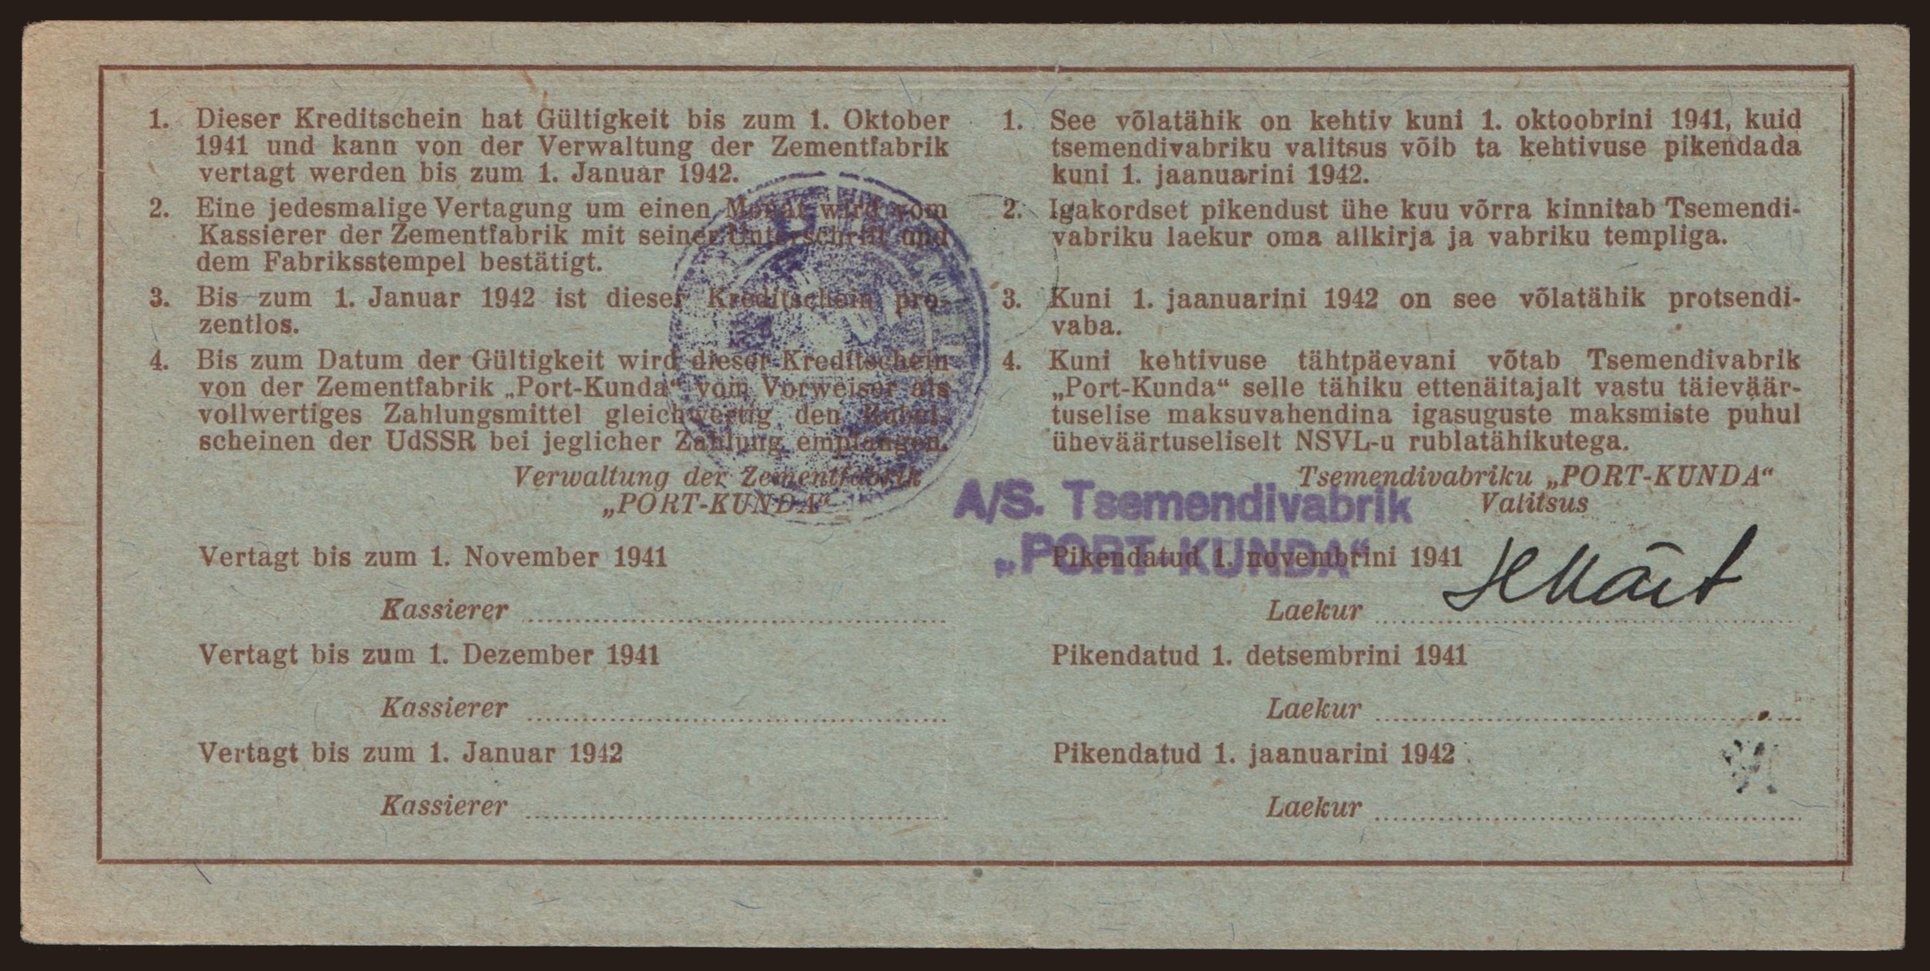 1. Dieser Kreditschein hat Gültigkeit bis zum 1. Oktober
1941 und kann von der Verwaltung der Zementfabrik
vertagt werden bis zum 1. Januar 1942.
2. Eine jedesmalige Vertagung um einen Monat wird vom
Kassierer der Zementfabrik mit seiner Unterschrift und
dem Fabriksstempel bestätigt.
3. Bis zum 1. Januar 1942 ist dieser Kreditschein pro-
zentlos.
4. Bis zum Datum der Gültigkeit wird dieser Kreditschein
von der Zementfabrik „Port-Kunda“ vom Vorweiser als
vollwertiges Zahlungsmittel gleichwertig den Rubel-
scheinen der UdSSR bei jeglicher Zahlung empfangen.
Verwaltung der Zementfabrik
„PORT-KUNDA“
Vertagt bis zum 1. November 1941
Kassierer
Vertagt bis zum 1. Dezember 1941
Kassierer
Vertagt bis zum 1. Januar 1942
Kassierer
1. See võlatähik on kehtiv kuni 1. oktoobrini 1941, kuid
tsemendivabriku valitsus võib ta kehtivuse pikendada
kuni 1. jaanuarini 1942.
2. Igakordset pikendust ühe kuu võrra kinnitab Tsemendi-
vabriku laekur oma allkirja ja vabriku templiga.
3. Kuni 1. jaanuarini 1942 on see võlatähik protsendi-
vaba.
4. Kuni kehtivuse tähtpäevani võtab Tsemendivabrik
„Port-Kunda“ selle tähiku ettenäitajalt vastu täieväär-
tuselise maksuvahendina igasuguste maksmiste puhul
üheväärtuseliselt NSVL-u rublatähikutega.
Tsemendivabriku „PORT-KUNDA“
Valitsus
A/S. Tsemendivabrik
„PORT-KUNDA“
Pikendatud 1. novembrini 1941
Laekur
Pikendatud 1. detsembrini 1941
Laekur
Pikendatud 1. jaanuarini 1942
Laekur